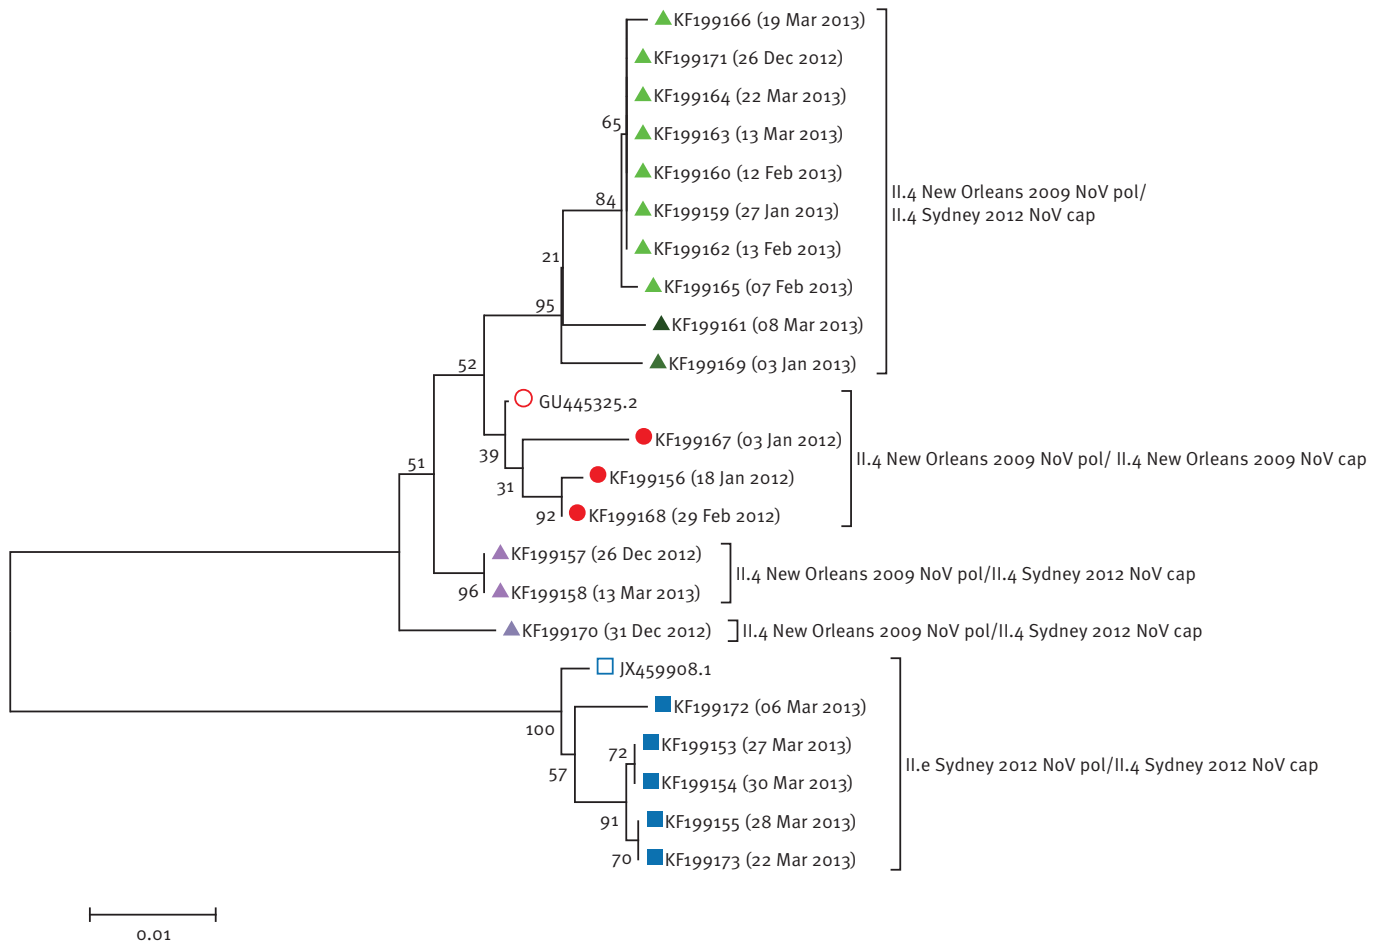 KF199166 (19 Mar 2013)
KF199171 (26 Dec 2012)
KF199164 (22 Mar 2013)
65
KF199163 (13 Mar 2013)
KF199160 (12 Feb 2013)
II.4 New Orleans 2009 NoV pol/
II.4 Sydney 2012 NoV cap
84
KF199159 (27 Jan 2013)
KF199162 (13 Feb 2013)
21
KF199165 (07 Feb 2013)
95
KF199161 (08 Mar 2013)
52
KF199169 (03 Jan 2013)
GU445325.2
KF199167 (03 Jan 2012)
39
II.4 New Orleans 2009 NoV pol/ II.4 New Orleans 2009 NoV cap
51
KF199156 (18 Jan 2012)
31
92
KF199168 (29 Feb 2012)
KF199157 (26 Dec 2012)
II.4 New Orleans 2009 NoV pol/II.4 Sydney 2012 NoV cap
96
KF199158 (13 Mar 2013)
KF199170 (31 Dec 2012)
II.4 New Orleans 2009 NoV pol/II.4 Sydney 2012 NoV cap
JX459908.1
KF199172 (06 Mar 2013)
100
KF199153 (27 Mar 2013)
72
57
II.e Sydney 2012 NoV pol/II.4 Sydney 2012 NoV cap
KF199154 (30 Mar 2013)
91
KF199155 (28 Mar 2013)
70
KF199173 (22 Mar 2013)
0.01